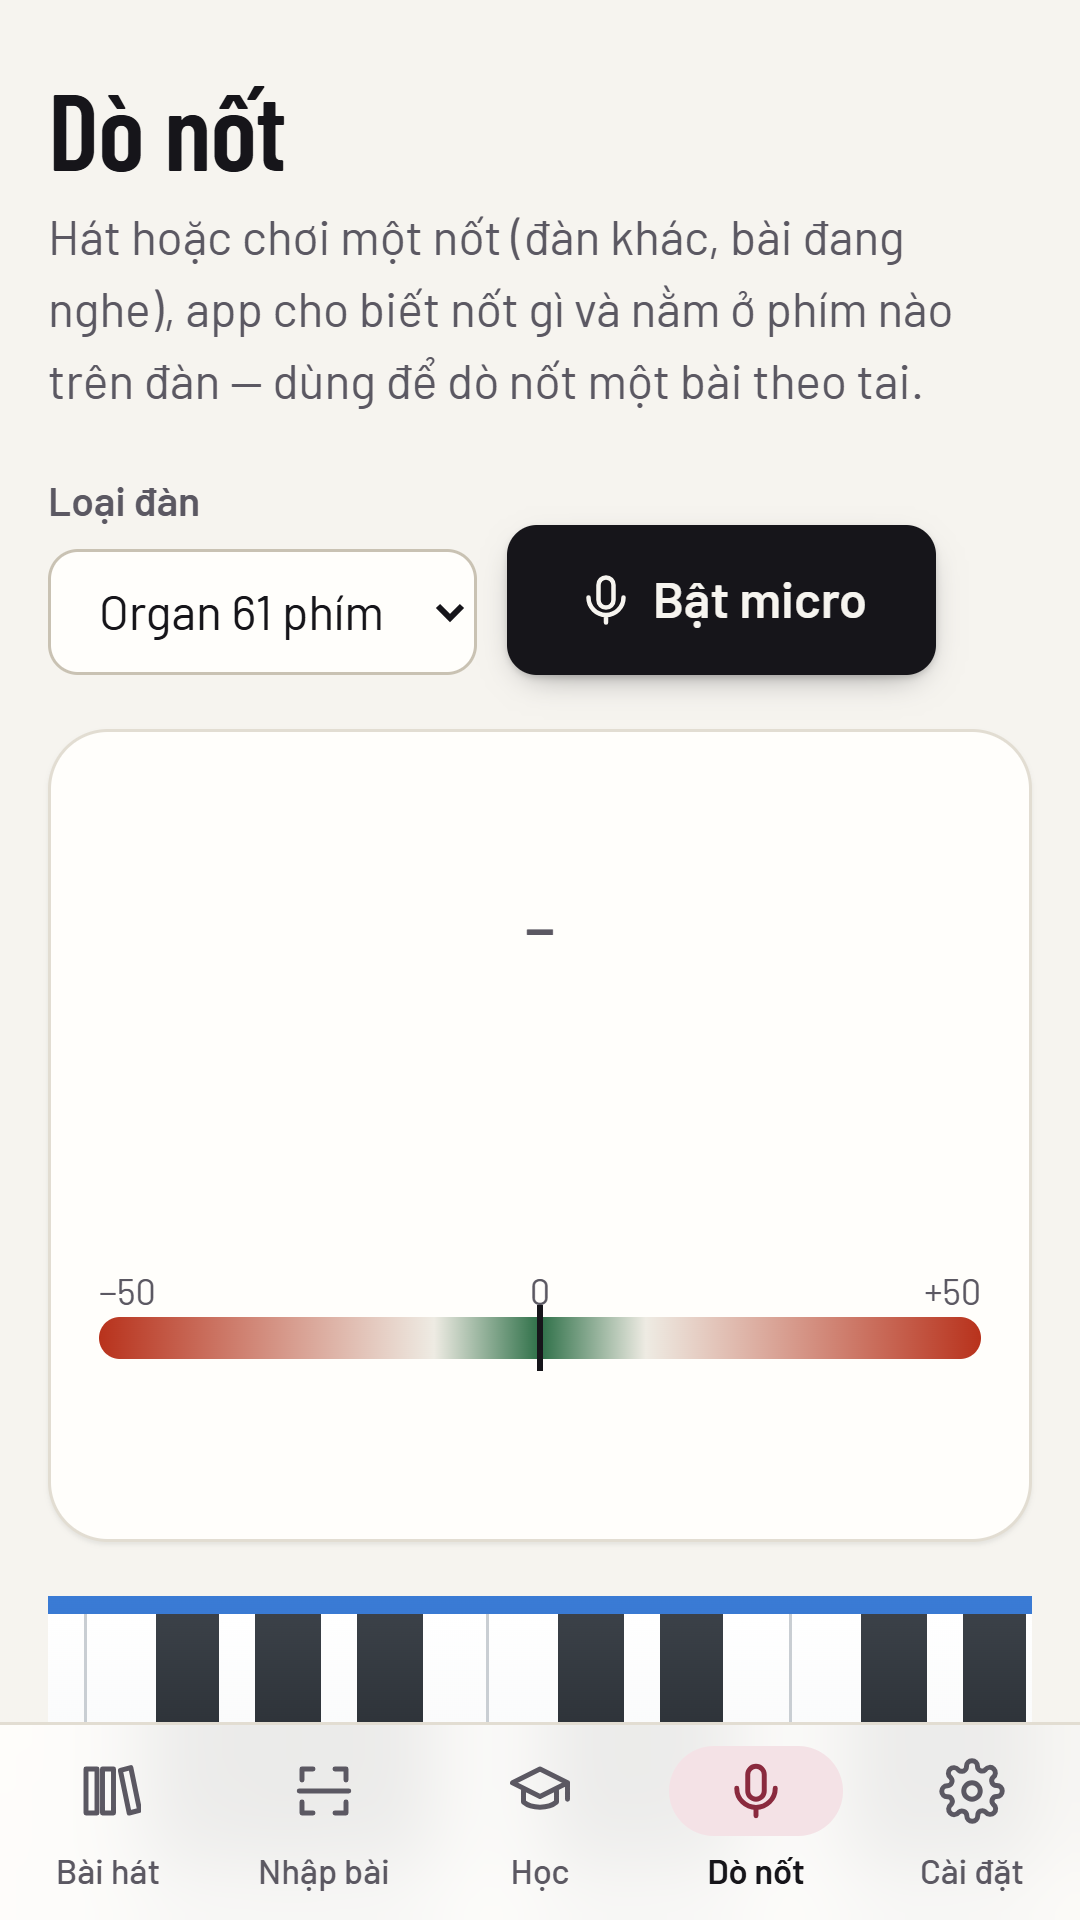 Dò nốt
Hát hoặc chơi một nốt (đàn khác, bài đang
nghe), app cho biết nốt gì và nằm ở phím nào
trên đàn — dùng để dò nốt một bài theo tai.
Loại đàn
Organ 61 phím
Bật micro
–
−50 0 +50
Bài hát Nhập bài Học Dò nốt Cài đặt